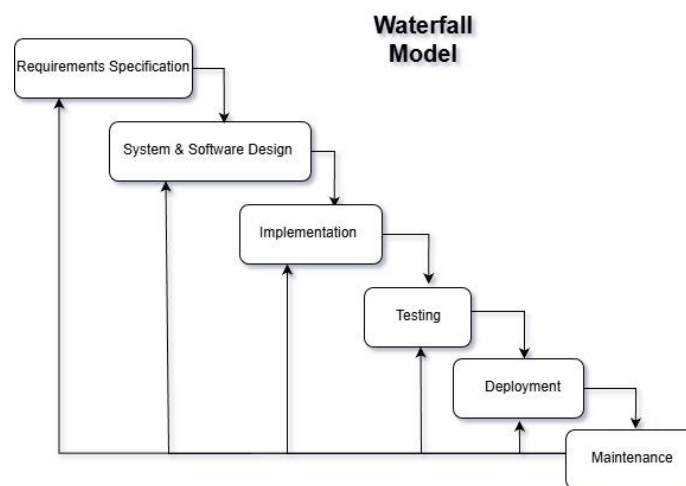 Waterfall
Model
Requirements Specification
System & Software Design
Implementation
Testing
Deployment
Maintenance